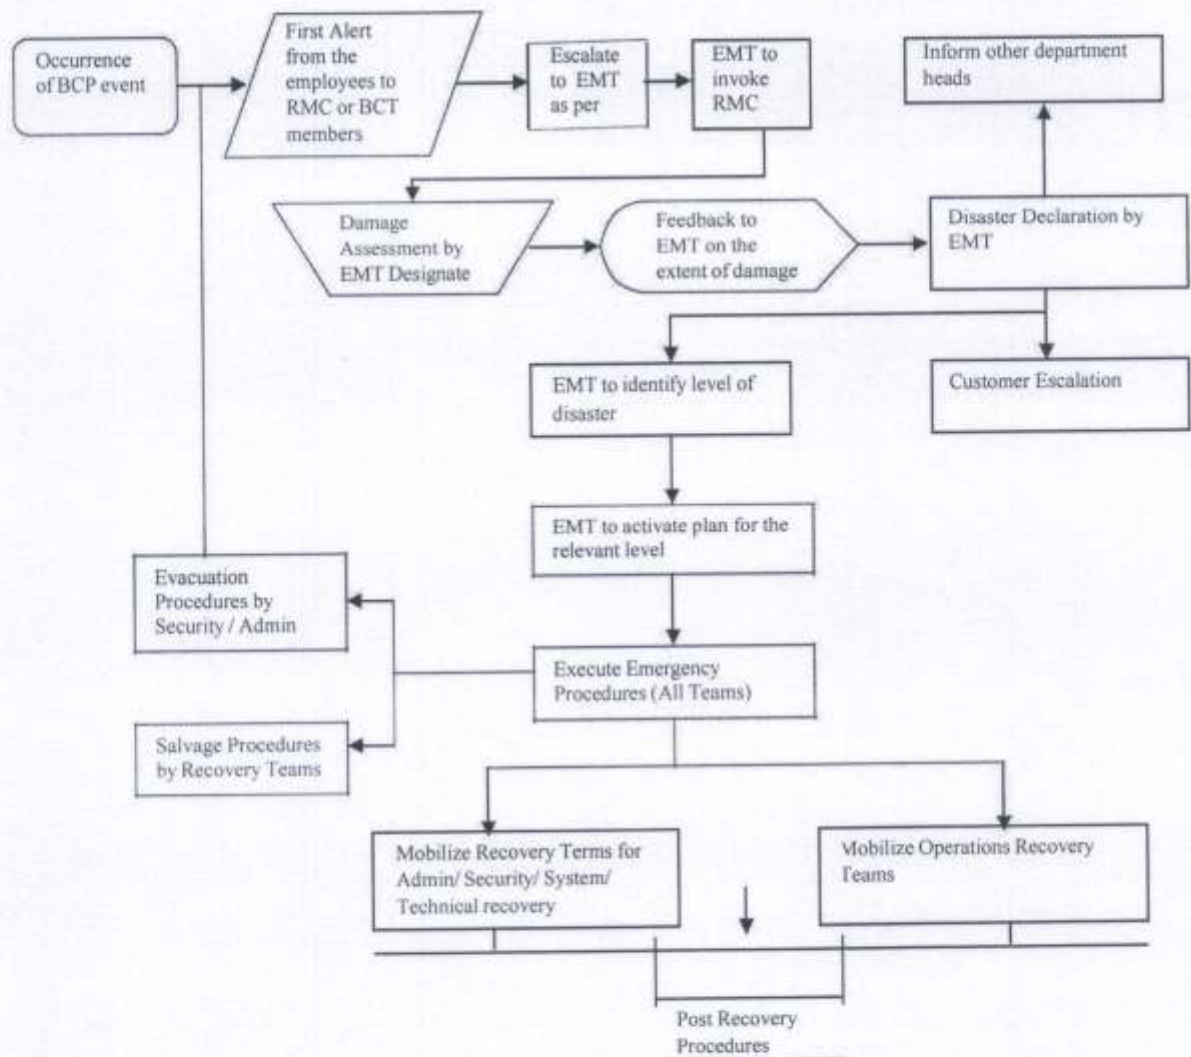 Occurrence
of BCP event
First Alert
from the
employees to
RMC or BCT
members
Escalate
to EMT
as per
EMT to
invoke
RMC
Inform other department
heads
Damage
Assessment by
EMT Designate
Feedback to
EMT on the
extent of damage
Disaster Declaration by
EMT
EMT to identify level of
disaster
Customer Escalation
EMT to activate plan for the
relevant level
Evacuation
Procedures by
Security / Admin
Execute Emergency
Procedures (All Teams)
Salvage Procedures
by Recovery Teams
Mobilize Recovery Terms for
Admin/ Security/ System/
Technical recovery
Mobilize Operations Recovery
Teams
Post Recovery
Procedures